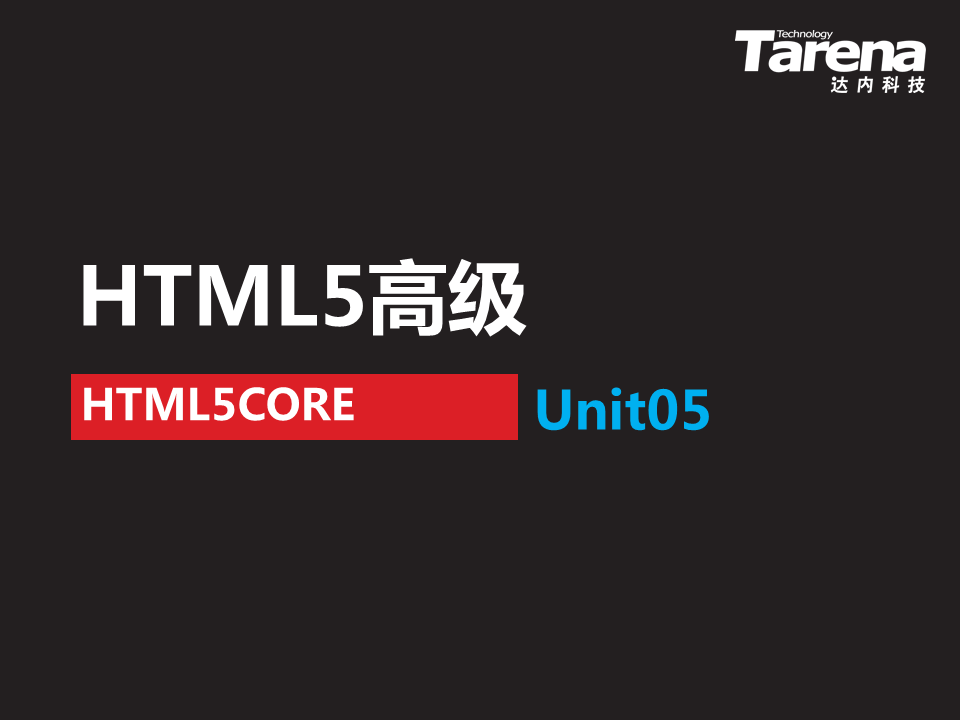 Technology
Tarena
达内科技
HTML5高级
HTML5CORE
Unit05